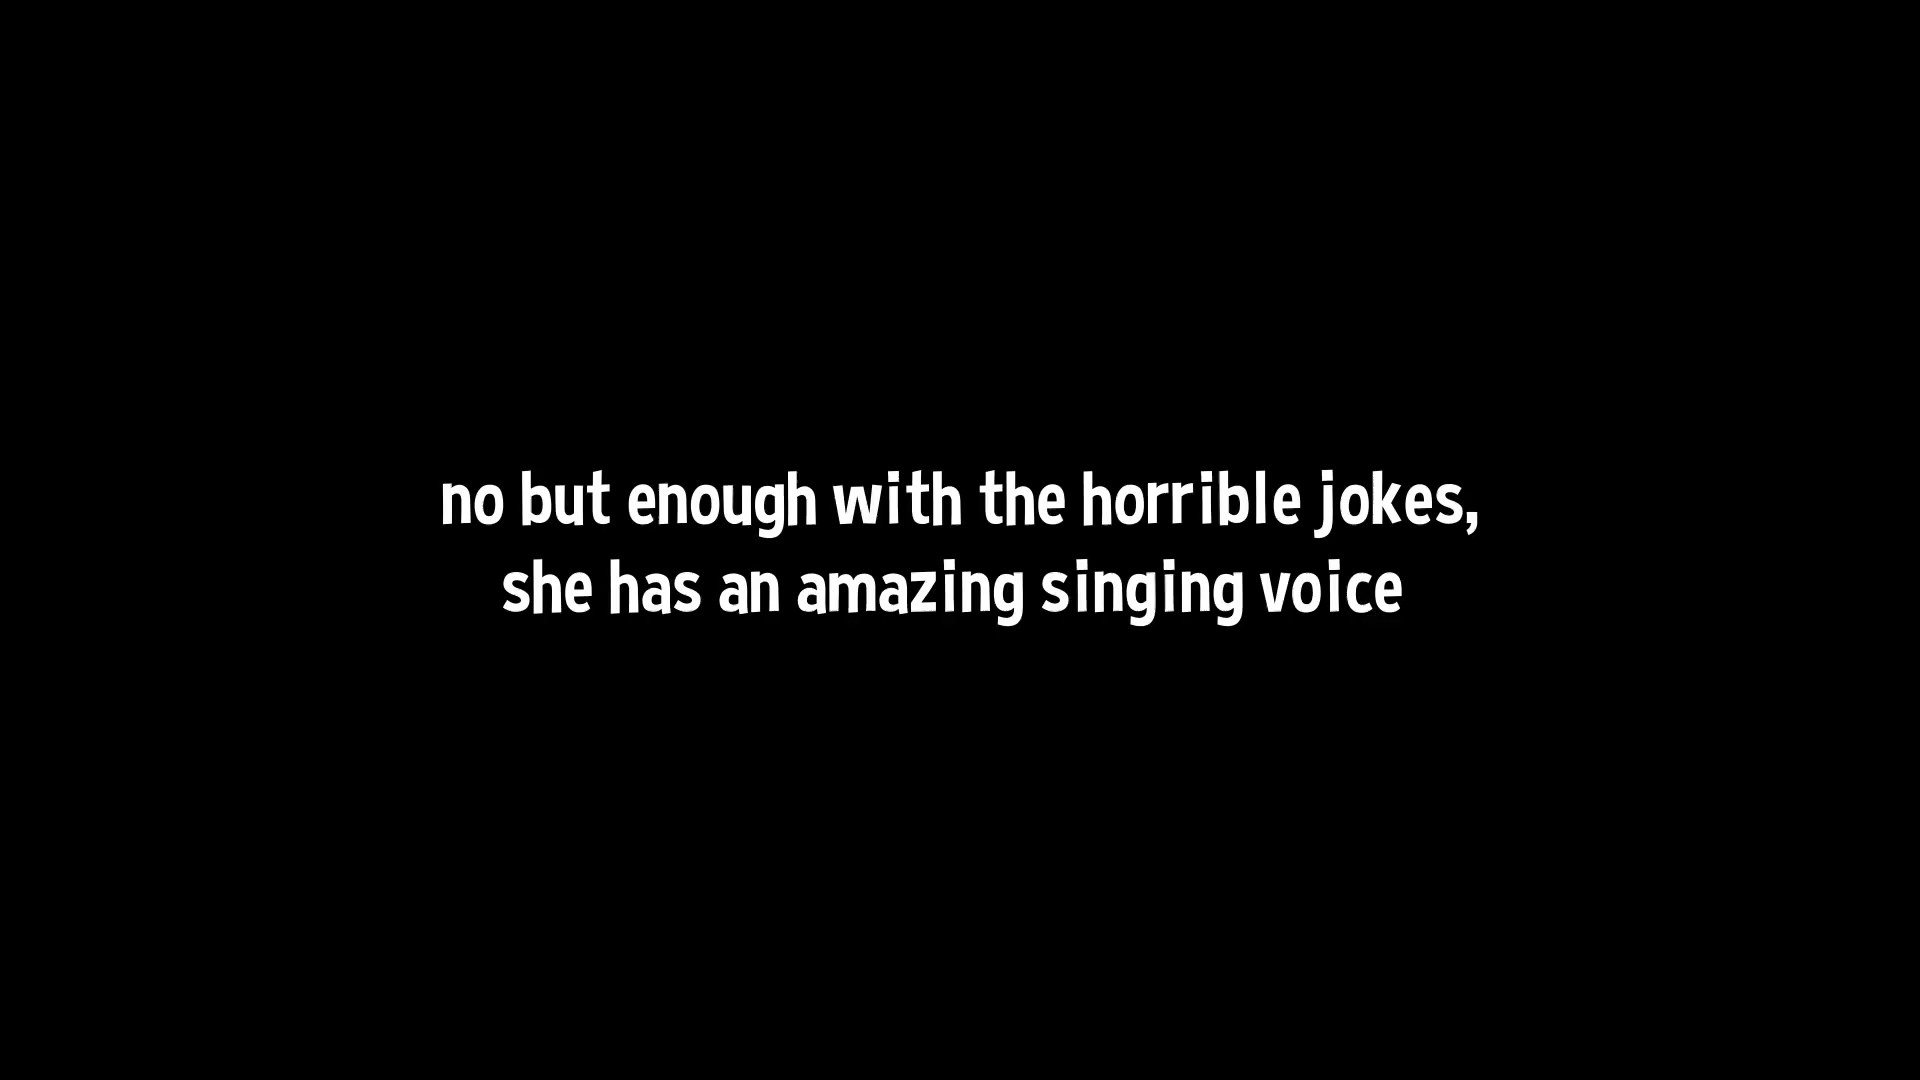 no but enough with the horrible jokes,
she has an amazing singing voice